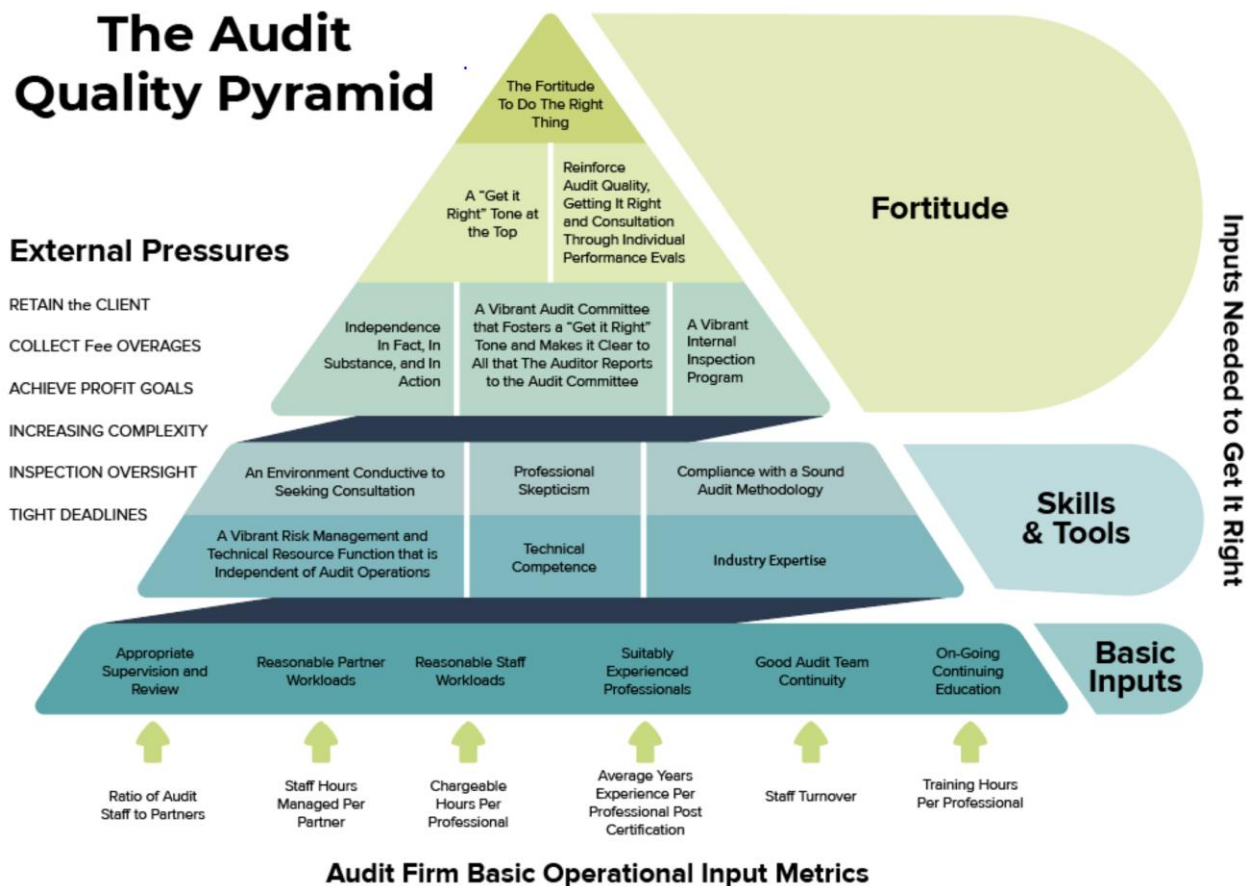 The Audit
Quality Pyramid
The Fortitude
To Do The Right
Thing
A "Get it
Right" Tone at
the Top
Reinforce
Audit Quality,
Getting It Right
and Consultation
Through Individual
Performance Evals
Fortitude
External Pressures
RETAIN the CLIENT
COLLECT Fee OVERAGES
ACHIEVE PROFIT GOALS
INCREASING COMPLEXITY
INSPECTION OVERSIGHT
TIGHT DEADLINES
Independence
In Fact, In
Substance, and In
Action
A Vibrant Audit Committee
that Fosters a "Get it Right"
Tone and Makes it Clear to
All that The Auditor Reports
to the Audit Committee
A Vibrant
Internal
Inspection
Program
An Environment Conductive to
Seeking Consultation
Professional
Skepticism
Compliance with a Sound
Audit Methodology
A Vibrant Risk Management and
Technical Resource Function that is
Independent of Audit Operations
Technical
Competence
Industry Expertise
Skills
& Tools
Appropriate
Supervision and
Review
Reasonable Partner
Workloads
Reasonable Staff
Workloads
Suitably
Experienced
Professionals
Good Audit Team
Continuity
On-Going
Continuing
Education
Basic
Inputs
Inputs Needed to Get It Right
Ratio of Audit
Staff to Partners
Staff Hours
Managed Per
Partner
Chargeable
Hours Per
Professional
Average Years
Experience Per
Professional Post
Certification
Staff Turnover
Training Hours
Per Professional
Audit Firm Basic Operational Input Metrics